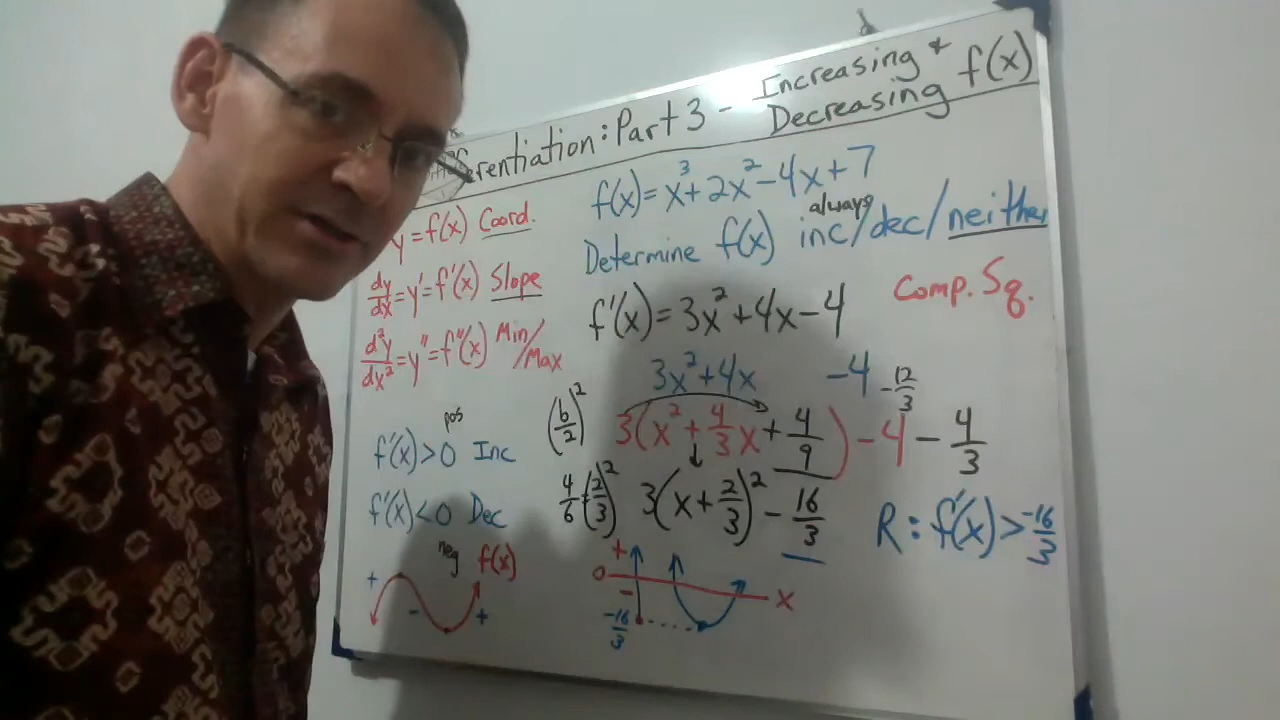 erentiation: Part 3 - Increasing + Decreasing f(x)
y = f(x) Coord.
dy/dx = y' = f'(x) Slope
d²y/dx² = y'' = f''(x) Min/Max
pos
f'(x) > 0 Inc
f'(x) < 0 Dec
neg f(x)
+ - +
f(x) = x³ + 2x² - 4x + 7
always
Determine f(x) inc/dec/neither
f'(x) = 3x² + 4x - 4
Comp. Sq.
3x² + 4x - 4 -12/3
(b/2)² 3(x² + 4/3x + 4/9) - 4 - 4/3
4/6 = (2/3)² 3(x + 2/3)² - 16/3
R: f'(x) > -16/3
+
0
-
x
-16/3